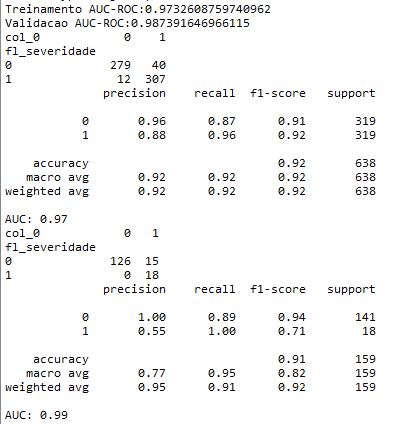 Treinamento AUC-ROC:0.9732608759740962
Validacao AUC-ROC:0.987391646966115
col_0 0 1
fl_severidade
0 279 40
1 12 307
precision recall f1-score support
0 0.96 0.87 0.91 319
1 0.88 0.96 0.92 319
accuracy 0.92 638
macro avg 0.92 0.92 0.92 638
weighted avg 0.92 0.92 0.92 638
AUC: 0.97
col_0 0 1
fl_severidade
0 126 15
1 0 18
precision recall f1-score support
0 1.00 0.89 0.94 141
1 0.55 1.00 0.71 18
accuracy 0.91 159
macro avg 0.77 0.95 0.82 159
weighted avg 0.95 0.91 0.92 159
AUC: 0.99